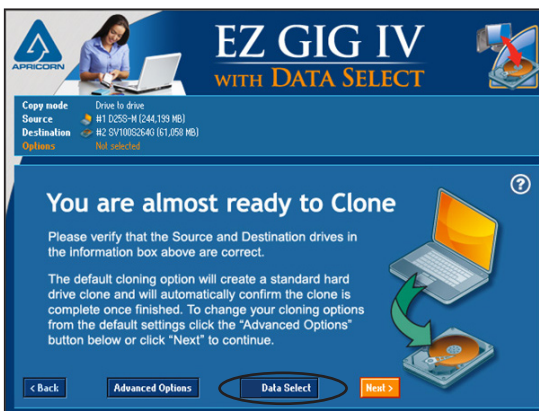 APRICORN
EZ GIG IV
WITH DATA SELECT
Copy mode Drive to drive
Source #1 D25S-M (244,199 MB)
Destination #2 SV100S264G (61,058 MB)
Options Not selected
?
You are almost ready to Clone
Please verify that the Source and Destination drives in
the information box above are correct.
The default cloning option will create a standard hard
drive clone and will automatically confirm the clone is
complete once finished. To change your cloning options
from the default settings click the “Advanced Options”
button below or click “Next” to continue.
< Back Advanced Options Data Select Next >